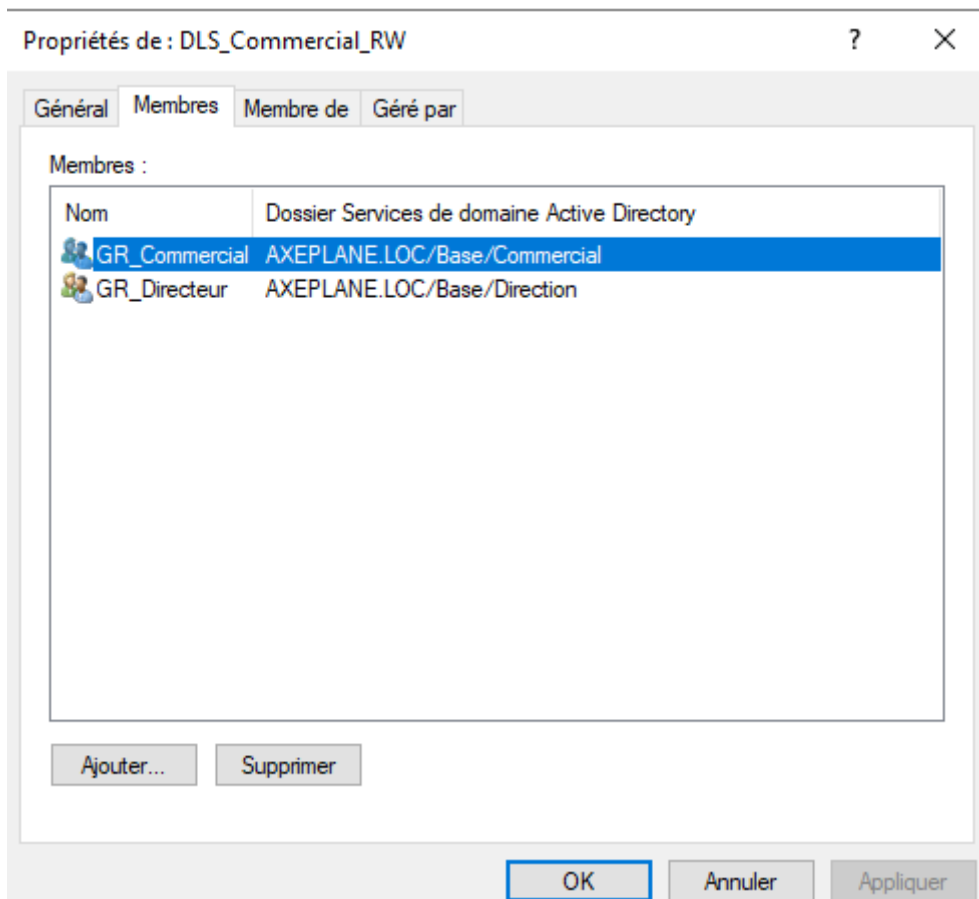 Propriétés de : DLS_Commercial_RW ? ×
Général Membres Membre de Géré par
Membres :
Nom Dossier Services de domaine Active Directory
GR_Commercial AXEPLANE.LOC/Base/Commercial
GR_Directeur AXEPLANE.LOC/Base/Direction
Ajouter... Supprimer
OK Annuler Appliquer